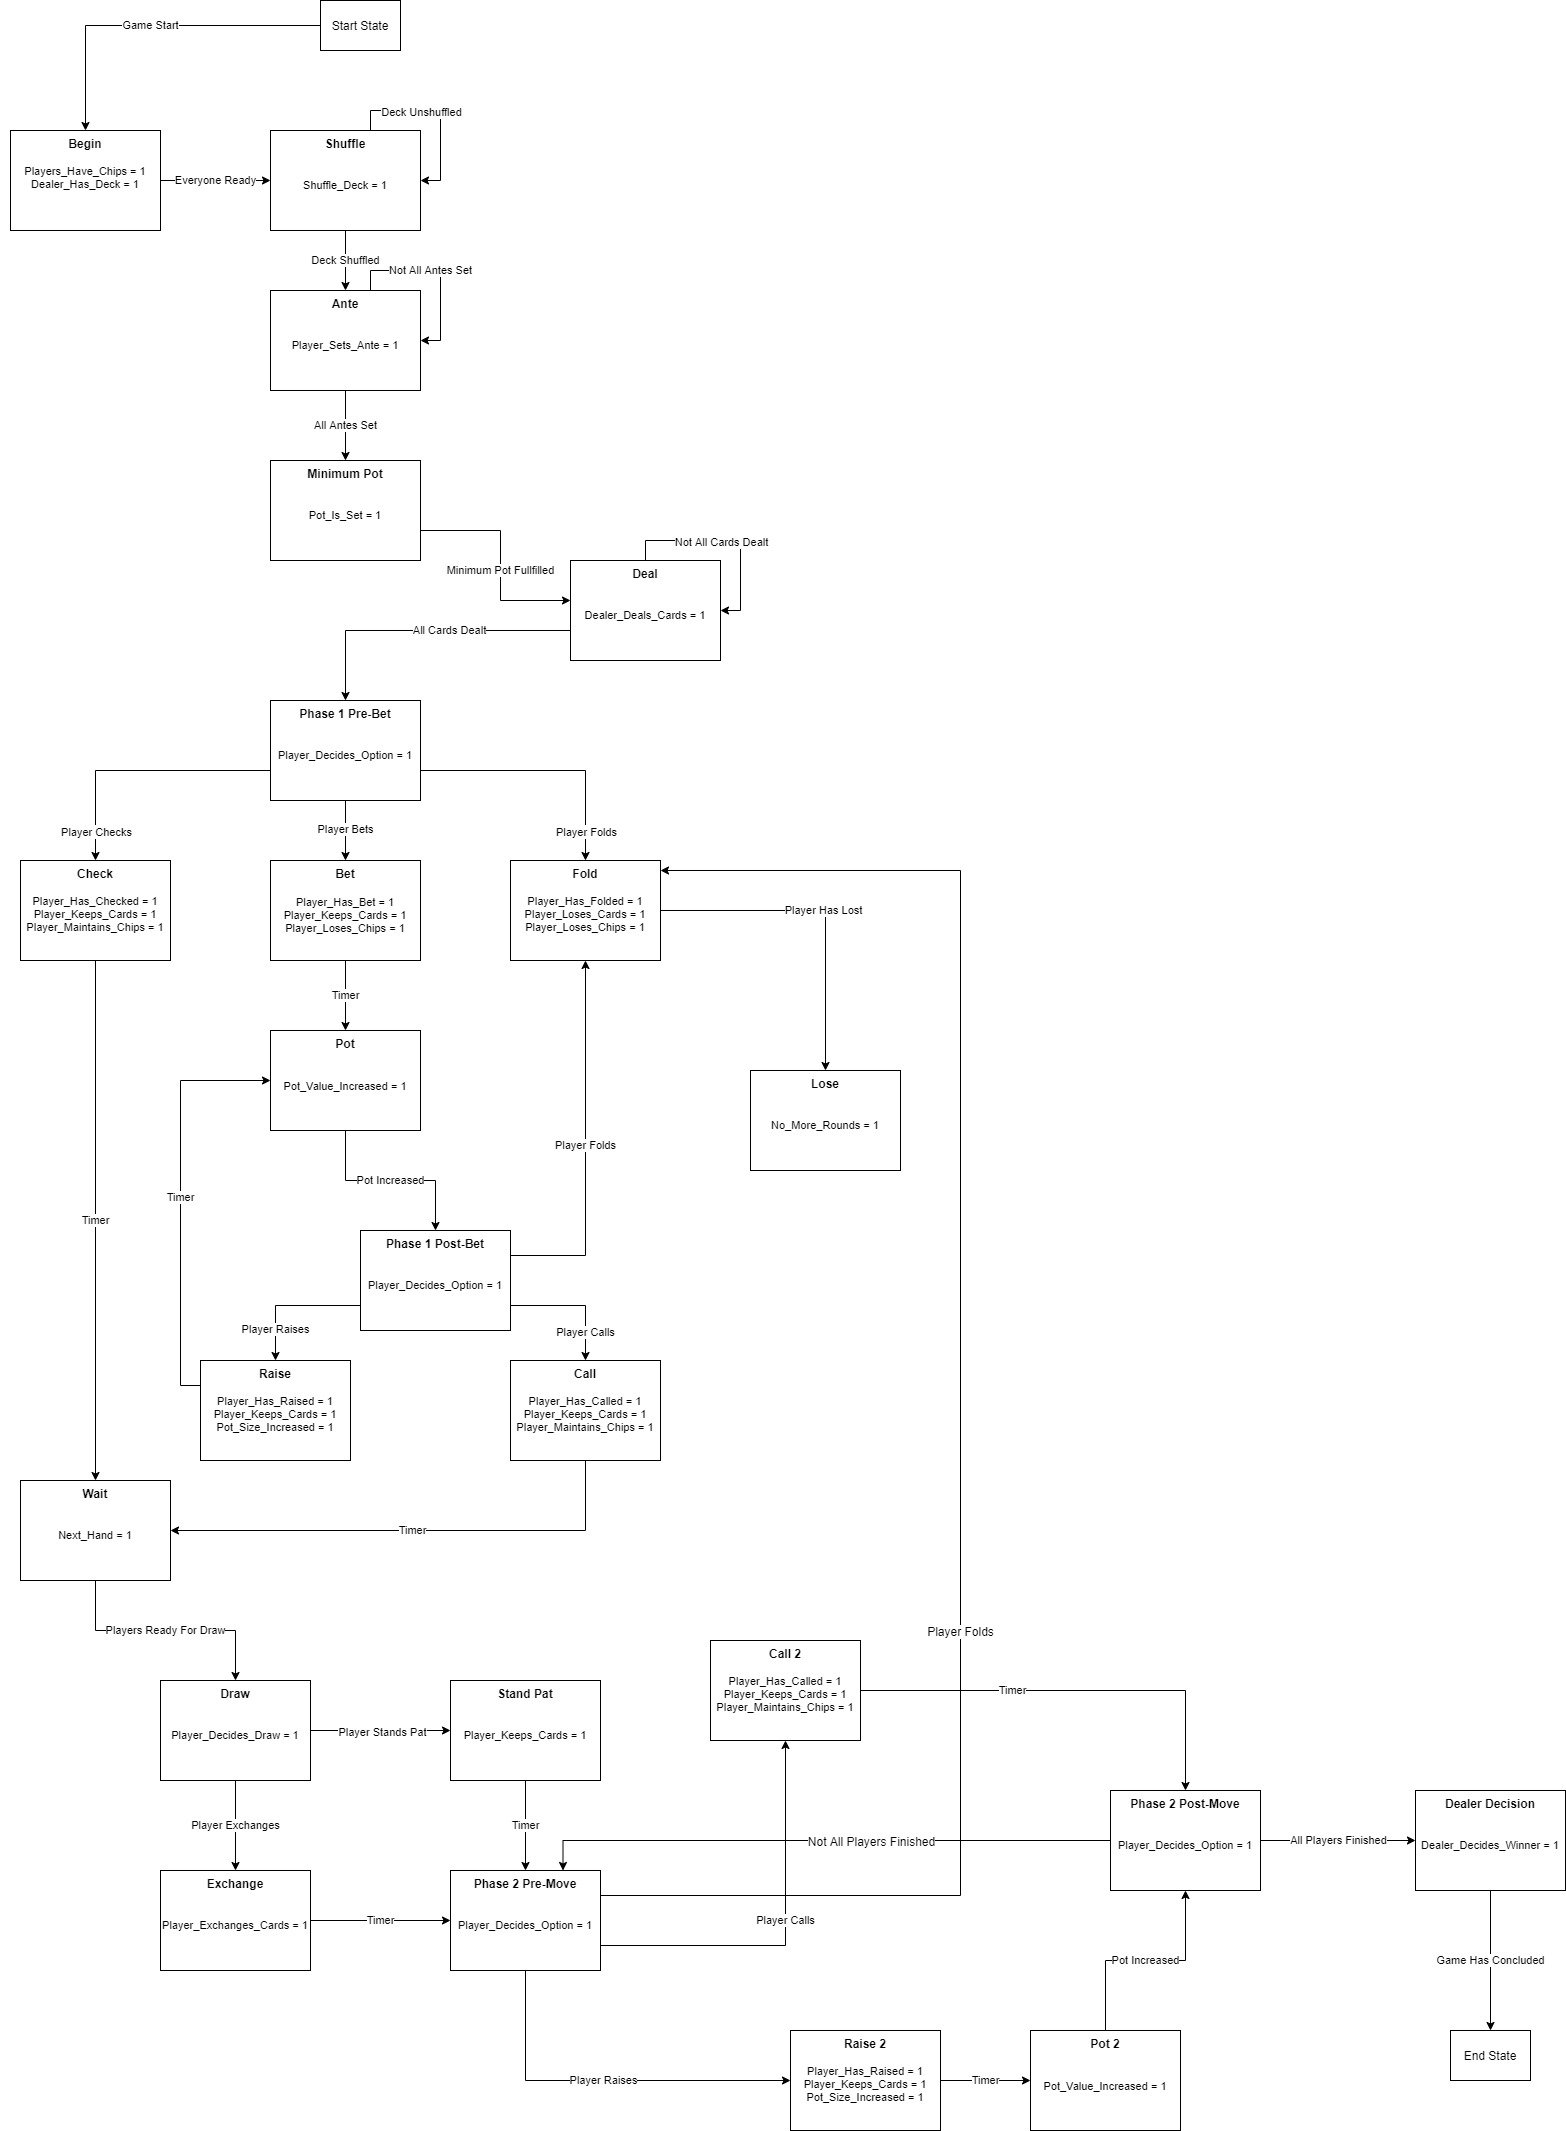 Start State
Game Start
Begin
Players_Have_Chips = 1
Dealer_Has_Deck = 1
Everyone Ready
Deck Unshuffled
Shuffle
Shuffle_Deck = 1
Deck Shuffled
Not All Antes Set
Ante
Player_Sets_Ante = 1
All Antes Set
Minimum Pot
Pot_Is_Set = 1
Minimum Pot Fullfilled
Not All Cards Dealt
Deal
Dealer_Deals_Cards = 1
All Cards Dealt
Phase 1 Pre-Bet
Player_Decides_Option = 1
Player Checks
Player Bets
Player Folds
Check
Player_Has_Checked = 1
Player_Keeps_Cards = 1
Player_Maintains_Chips = 1
Bet
Player_Has_Bet = 1
Player_Keeps_Cards = 1
Player_Loses_Chips = 1
Fold
Player_Has_Folded = 1
Player_Loses_Cards = 1
Player_Loses_Chips = 1
Player Has Lost
Timer
Pot
Pot_Value_Increased = 1
Lose
No_More_Rounds = 1
Player Folds
Pot Increased
Timer
Timer
Phase 1 Post-Bet
Player_Decides_Option = 1
Player Raises
Player Calls
Raise
Player_Has_Raised = 1
Player_Keeps_Cards = 1
Pot_Size_Increased = 1
Call
Player_Has_Called = 1
Player_Keeps_Cards = 1
Player_Maintains_Chips = 1
Wait
Next_Hand = 1
Timer
Players Ready For Draw
Player Folds
Draw
Player_Decides_Draw = 1
Player Stands Pat
Stand Pat
Player_Keeps_Cards = 1
Call 2
Player_Has_Called = 1
Player_Keeps_Cards = 1
Player_Maintains_Chips = 1
Timer
Player Exchanges
Timer
Not All Players Finished
Phase 2 Post-Move
Player_Decides_Option = 1
All Players Finished
Dealer Decision
Dealer_Decides_Winner = 1
Exchange
Player_Exchanges_Cards = 1
Timer
Phase 2 Pre-Move
Player_Decides_Option = 1
Player Calls
Pot Increased
Game Has Concluded
Player Raises
Raise 2
Player_Has_Raised = 1
Player_Keeps_Cards = 1
Pot_Size_Increased = 1
Timer
Pot 2
Pot_Value_Increased = 1
End State